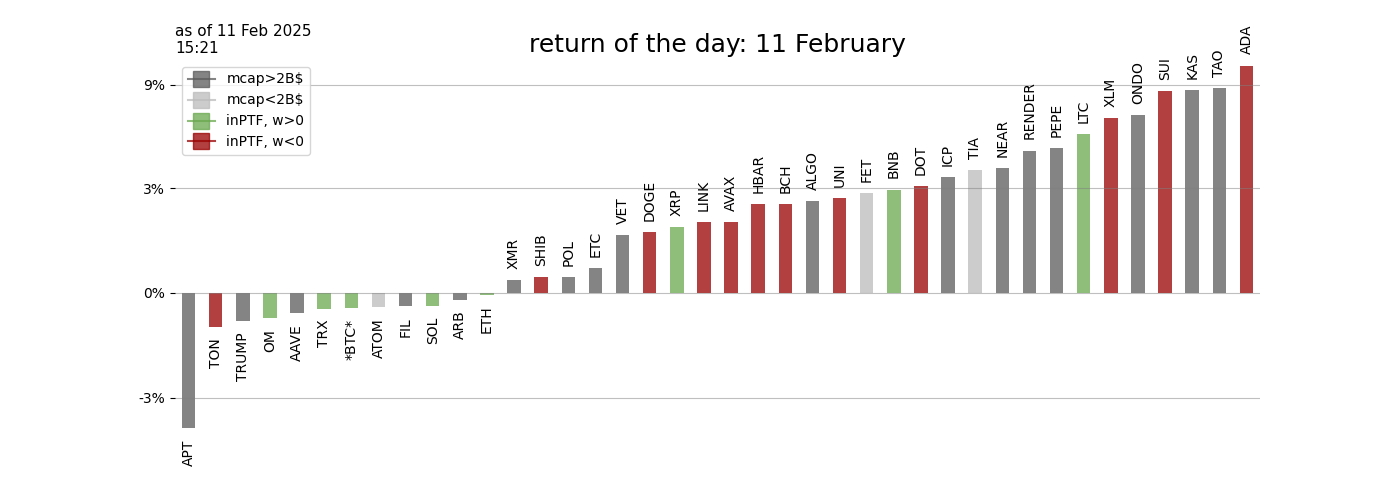 as of 11 Feb 2025
15:21
return of the day: 11 February
mcap>2B$
mcap<2B$
inPTF, w>0
inPTF, w<0
9%
3%
0%
-3%
APT
TON
TRUMP
OM
AAVE
TRX
*BTC*
ATOM
FIL
SOL
ARB
ETH
XMR
SHIB
POL
ETC
VET
DOGE
XRP
LINK
AVAX
HBAR
BCH
ALGO
UNI
FET
BNB
DOT
ICP
TIA
NEAR
RENDER
PEPE
LTC
XLM
ONDO
SUI
KAS
TAO
ADA